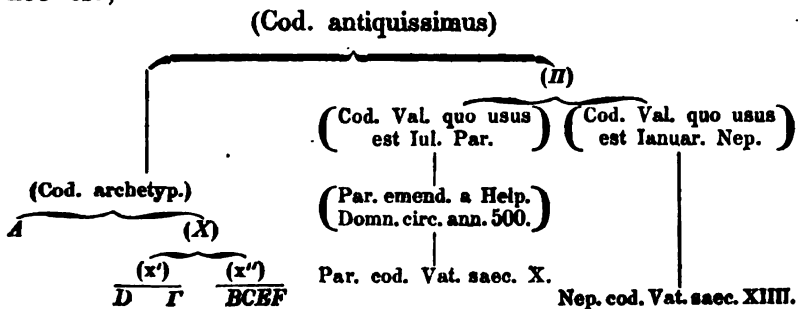 (Cod. antiquissimus)
(Π)
(Cod. Val. quo usus
est Iul. Par.)
(Cod. Val. quo usus
est Ianuar. Nep.)
(Cod. archetyp.)
A (X)
(Par. emend. a Help.
Domn. circ. ann. 500.)
(x') (x'')
D Γ BCEF
Par. cod. Vat. saec. X.
Nep. cod. Vat. saec. XIIII.